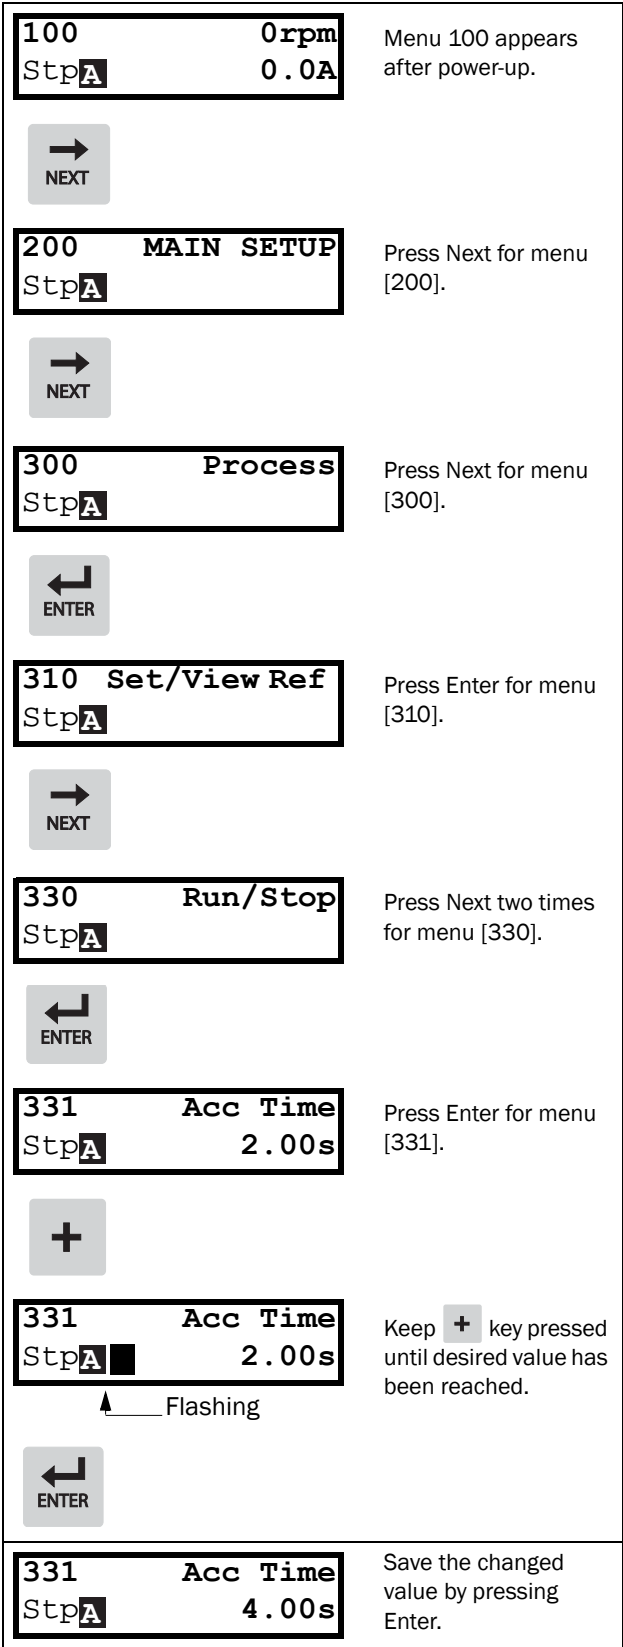 100 0rpm
StpA 0.0A
Menu 100 appears
after power-up.
NEXT
200 MAIN SETUP
StpA
Press Next for menu
[200].
NEXT
300 Process
StpA
Press Next for menu
[300].
ENTER
310 Set/View Ref
StpA
Press Enter for menu
[310].
NEXT
330 Run/Stop
StpA
Press Next two times
for menu [330].
ENTER
331 Acc Time
StpA 2.00s
Press Enter for menu
[331].
+
331 Acc Time
StpA 2.00s
Keep + key pressed
until desired value has
been reached.
Flashing
ENTER
331 Acc Time
StpA 4.00s
Save the changed
value by pressing
Enter.